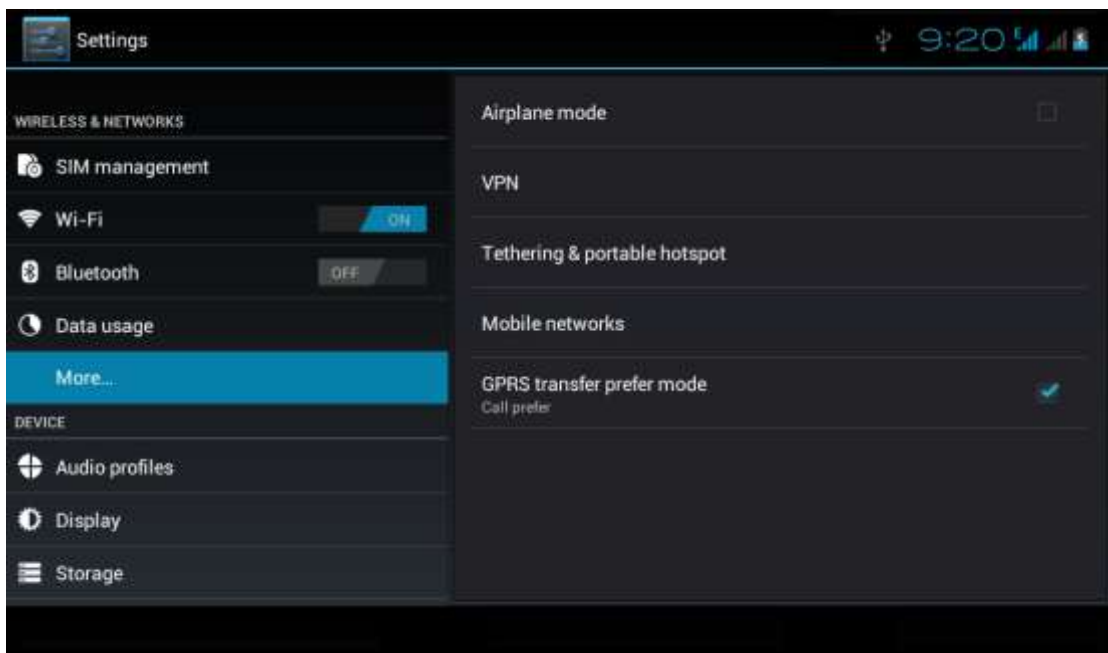 Settings
9:20
WIRELESS & NETWORKS
SIM management
Wi-Fi
ON
Bluetooth
OFF
Data usage
More...
DEVICE
Audio profiles
Display
Storage
Airplane mode
VPN
Tethering & portable hotspot
Mobile networks
GPRS transfer prefer mode
Call prefer